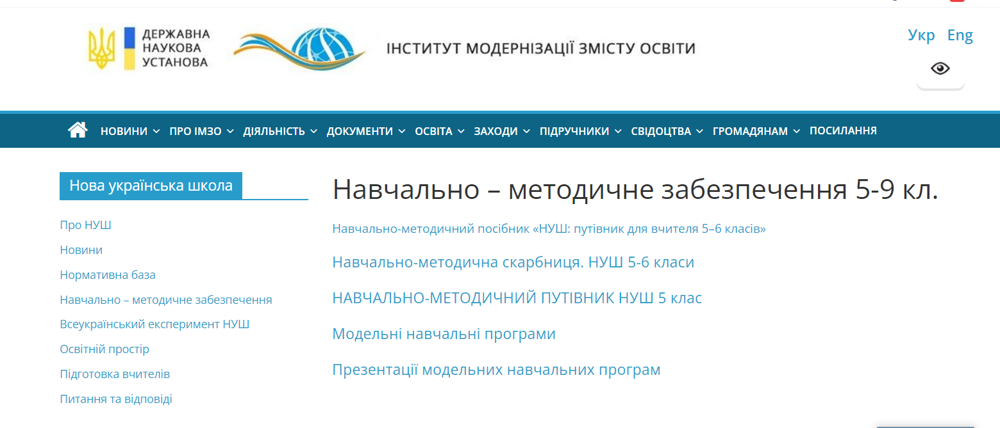 ДЕРЖАВНА
НАУКОВА
УСТАНОВА
ІНСТИТУТ МОДЕРНІЗАЦІЇ ЗМІСТУ ОСВІТИ
Укр Eng
НОВИНИ ПРО ІМЗО ДІЯЛЬНІСТЬ ДОКУМЕНТИ ОСВІТА ЗАХОДИ ПІДРУЧНИКИ СВІДОЦТВА ГРОМАДЯНАМ ПОСИЛАННЯ
Нова українська школа
Про НУШ
Новини
Нормативна база
Навчально – методичне забезпечення
Всеукраїнський експеримент НУШ
Освітній простір
Підготовка вчителів
Питання та відповіді
Навчально – методичне забезпечення 5-9 кл.
Навчально-методичний посібник «НУШ: путівник для вчителя 5–6 класів»
Навчально-методична скарбниця. НУШ 5-6 класи
НАВЧАЛЬНО-МЕТОДИЧНИЙ ПУТІВНИК НУШ 5 клас
Модельні навчальні програми
Презентації модельних навчальних програм